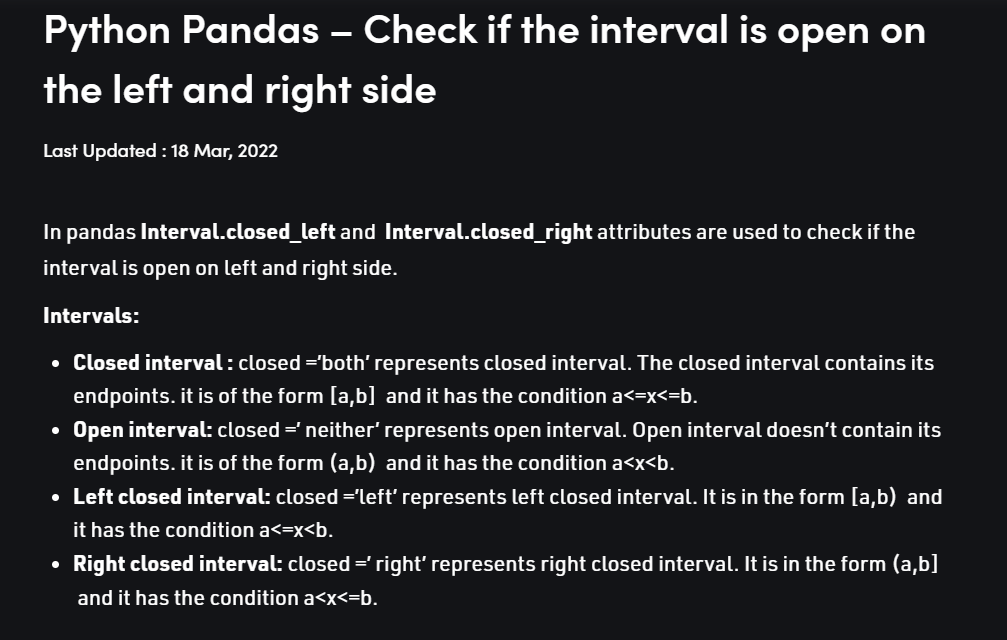 Python Pandas – Check if the interval is open on
the left and right side
Last Updated : 18 Mar, 2022
In pandas Interval.closed_left and  Interval.closed_right attributes are used to check if the
interval is open on left and right side.
Intervals:
• Closed interval : closed =’both’ represents closed interval. The closed interval contains its
endpoints. it is of the form [a,b]  and it has the condition a<=x<=b.
• Open interval: closed =’ neither’ represents open interval. Open interval doesn’t contain its
endpoints. it is of the form (a,b)  and it has the condition a<x<b.
• Left closed interval: closed =’left’ represents left closed interval. It is in the form [a,b)  and
it has the condition a<=x<b.
• Right closed interval: closed =’ right’ represents right closed interval. It is in the form (a,b]
and it has the condition a<x<=b.